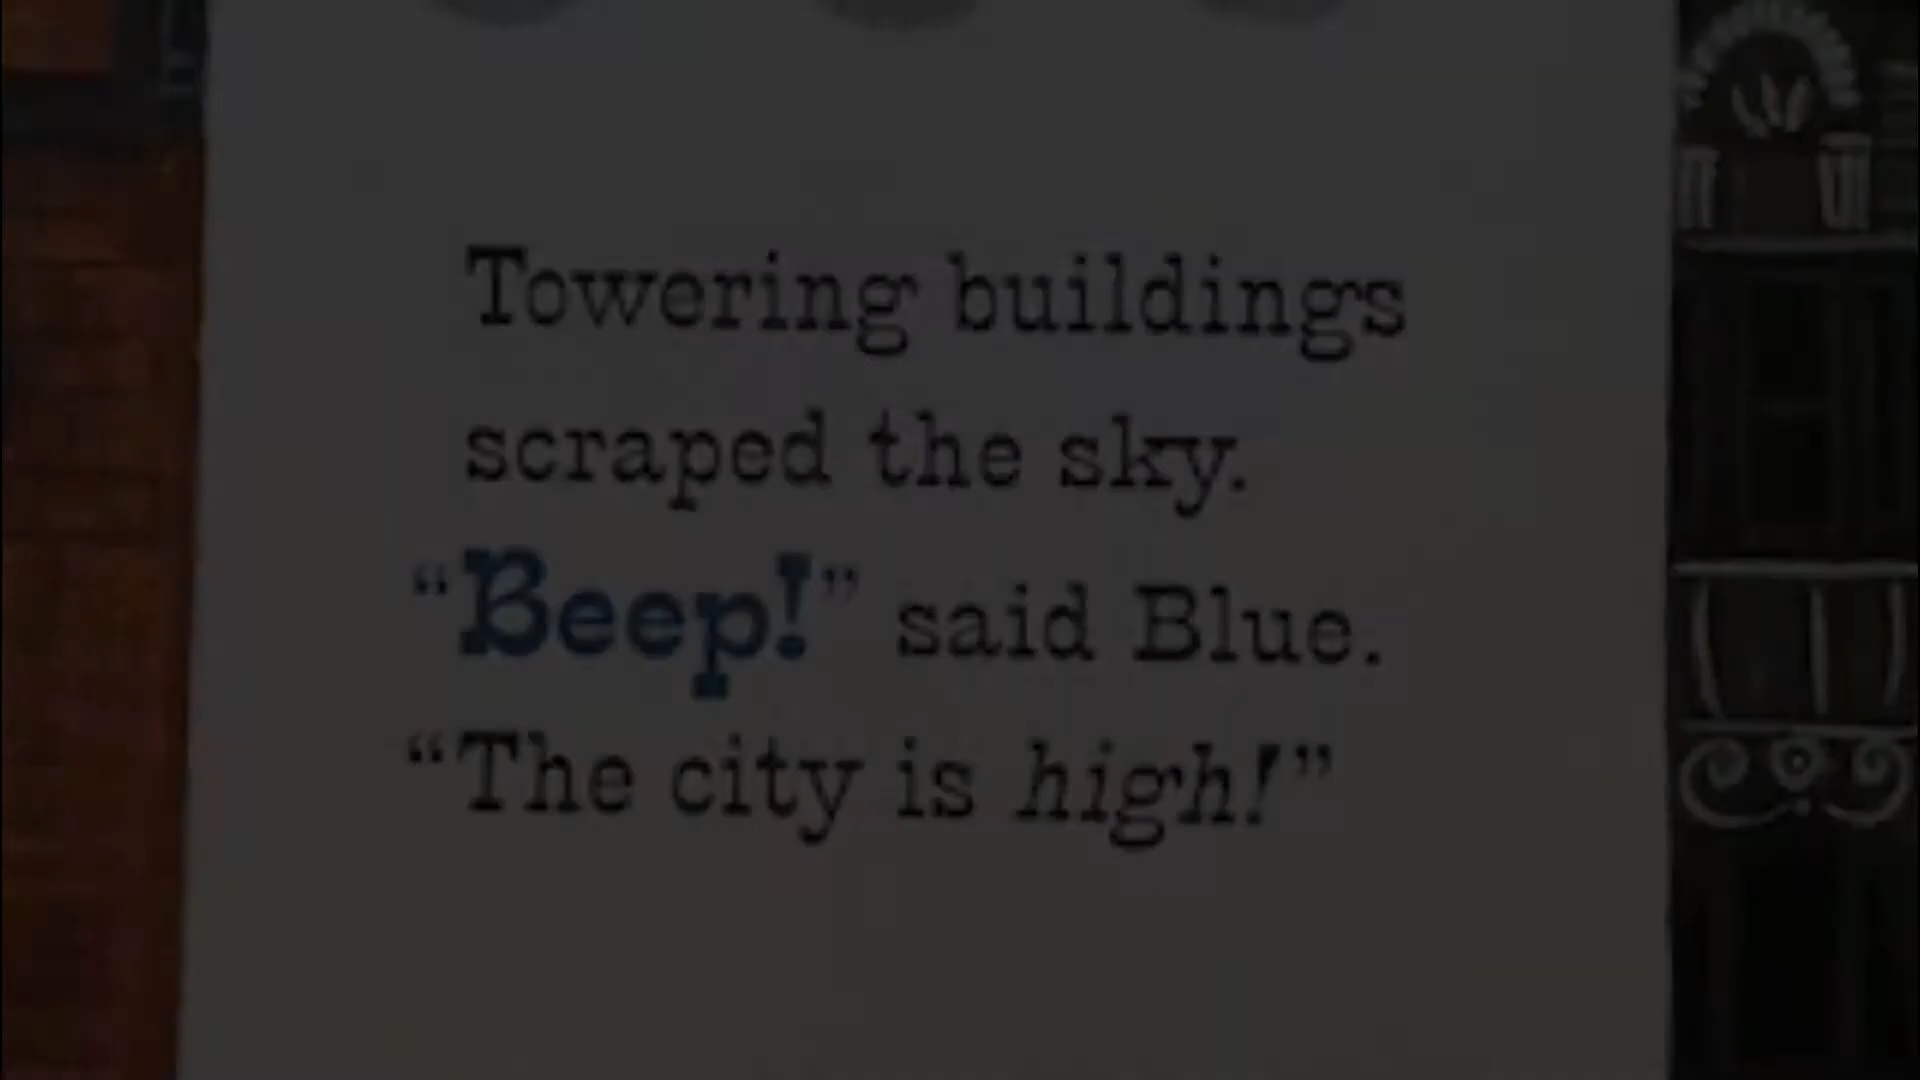 Towering buildings
scraped the sky.
“Beep!” said Blue.
“The city is high!”